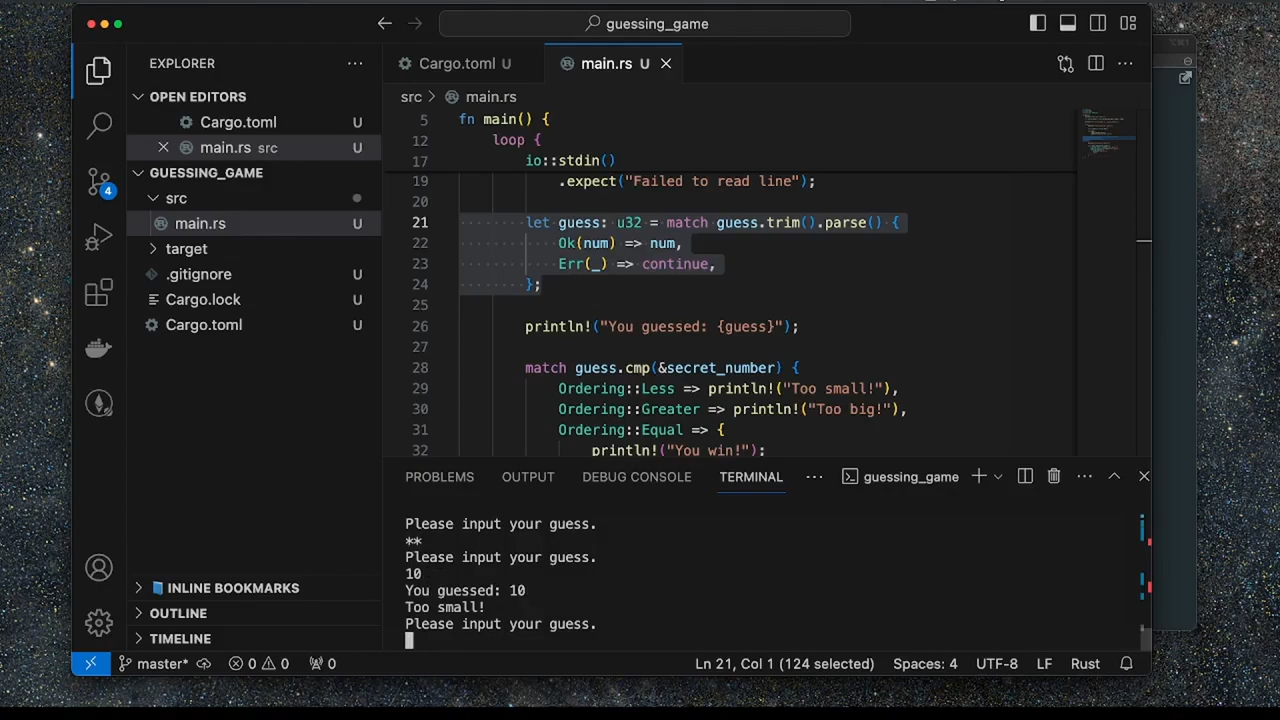 guessing_game
EXPLORER
OPEN EDITORS
Cargo.toml U
main.rs src U
GUESSING_GAME
src
main.rs U
target
.gitignore U
Cargo.lock U
Cargo.toml U
INLINE BOOKMARKS
OUTLINE
TIMELINE
4
Cargo.toml U
main.rs U
src > main.rs
5 fn main() {
12 loop {
17 io::stdin()
19 .expect("Failed to read line");
20
21 let guess: u32 = match guess.trim().parse() {
22 Ok(num) => num,
23 Err(_) => continue,
24 };
25
26 println!("You guessed: {guess}");
27
28 match guess.cmp(&secret_number) {
29 Ordering::Less => println!("Too small!"),
30 Ordering::Greater => println!("Too big!"),
31 Ordering::Equal => {
32 println!("You win!");
PROBLEMS OUTPUT DEBUG CONSOLE TERMINAL ··· guessing_game
Please input your guess.
**
Please input your guess.
10
You guessed: 10
Too small!
Please input your guess.
master* 0 0 0 Ln 21, Col 1 (124 selected) Spaces: 4 UTF-8 LF Rust